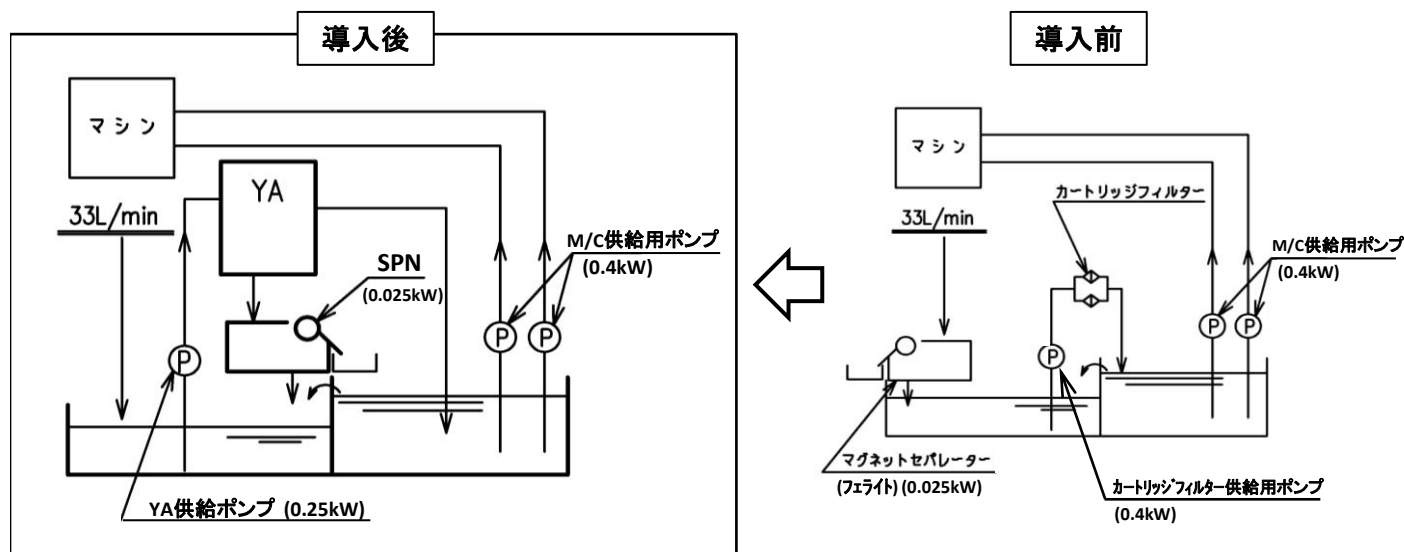 導入後
マシン
YA
33L/min
SPN
(0.025kW)
M/C供給用ポンプ
(0.4kW)
P
P
P
YA供給ポンプ (0.25kW)
導入前
マシン
カートリッジフィルター
33L/min
M/C供給用ポンプ
(0.4kW)
P
P
P
マグネットセパレーター
(フェライト) (0.025kW)
カートリッジフィルター供給用ポンプ
(0.4kW)